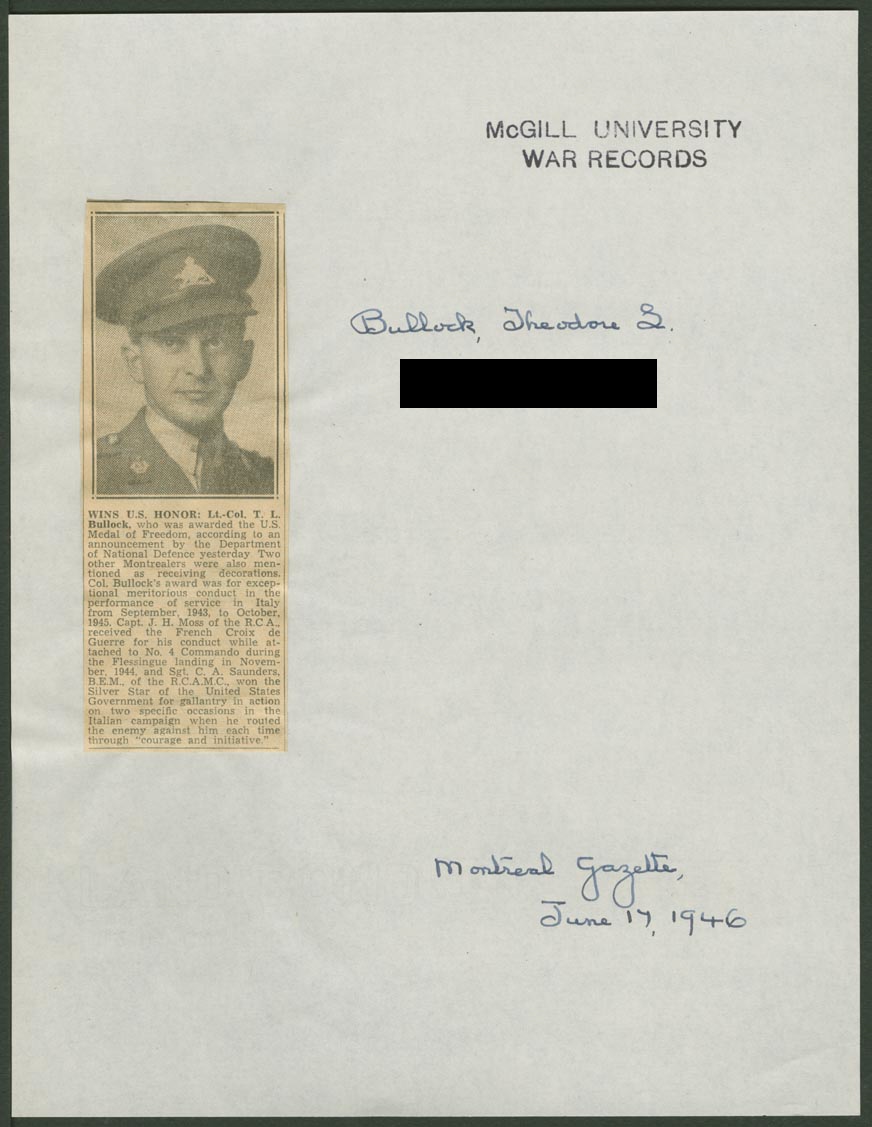 McGILL UNIVERSITY
WAR RECORDS
Bullock, Theodore L.
WINS U.S. HONOR: Lt.-Col. T. L.
Bullock, who was awarded the U.S.
Medal of Freedom, according to an
announcement by the Department
of National Defence yesterday. Two
other Montrealers were also men-
tioned as receiving decorations.
Col. Bullock's award was for excep-
tional meritorious conduct in the
performance of service in Italy
from September, 1943, to October,
1945. Capt. J. H. Moss of the R.C.A.,
received the French Croix de
Guerre for his conduct while at-
tached to No. 4 Commando during
the Flessingue landing in Novem-
ber, 1944, and Sgt. C. A. Saunders,
B.E.M., of the R.C.A.M.C., won the
Silver Star of the United States
Government for gallantry in action
on two specific occasions in the
Italian campaign when he routed
the enemy against him each time
through "courage and initiative."
Montreal Gazette,
June 17, 1946